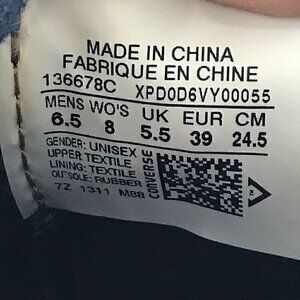 MADE IN CHINA
FABRIQUE EN CHINE
136678C XPD0D6VY00055
MENS WO'S UK EUR CM
6.5 8 5.5 39 24.5
GENDER: UNISEX
UPPER: TEXTILE
LINING: TEXTILE
OUTSOLE: RUBBER
7Z 1311 M88
CONVERSE